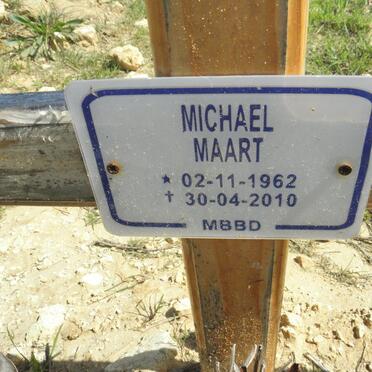 MICHAEL
MAART
★ 02-11-1962
✝ 30-04-2010
MBBD